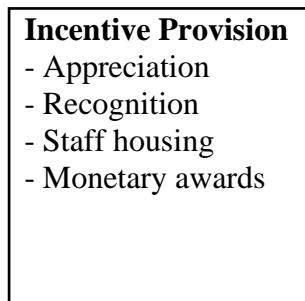 Incentive Provision
- Appreciation
- Recognition
- Staff housing
- Monetary awards